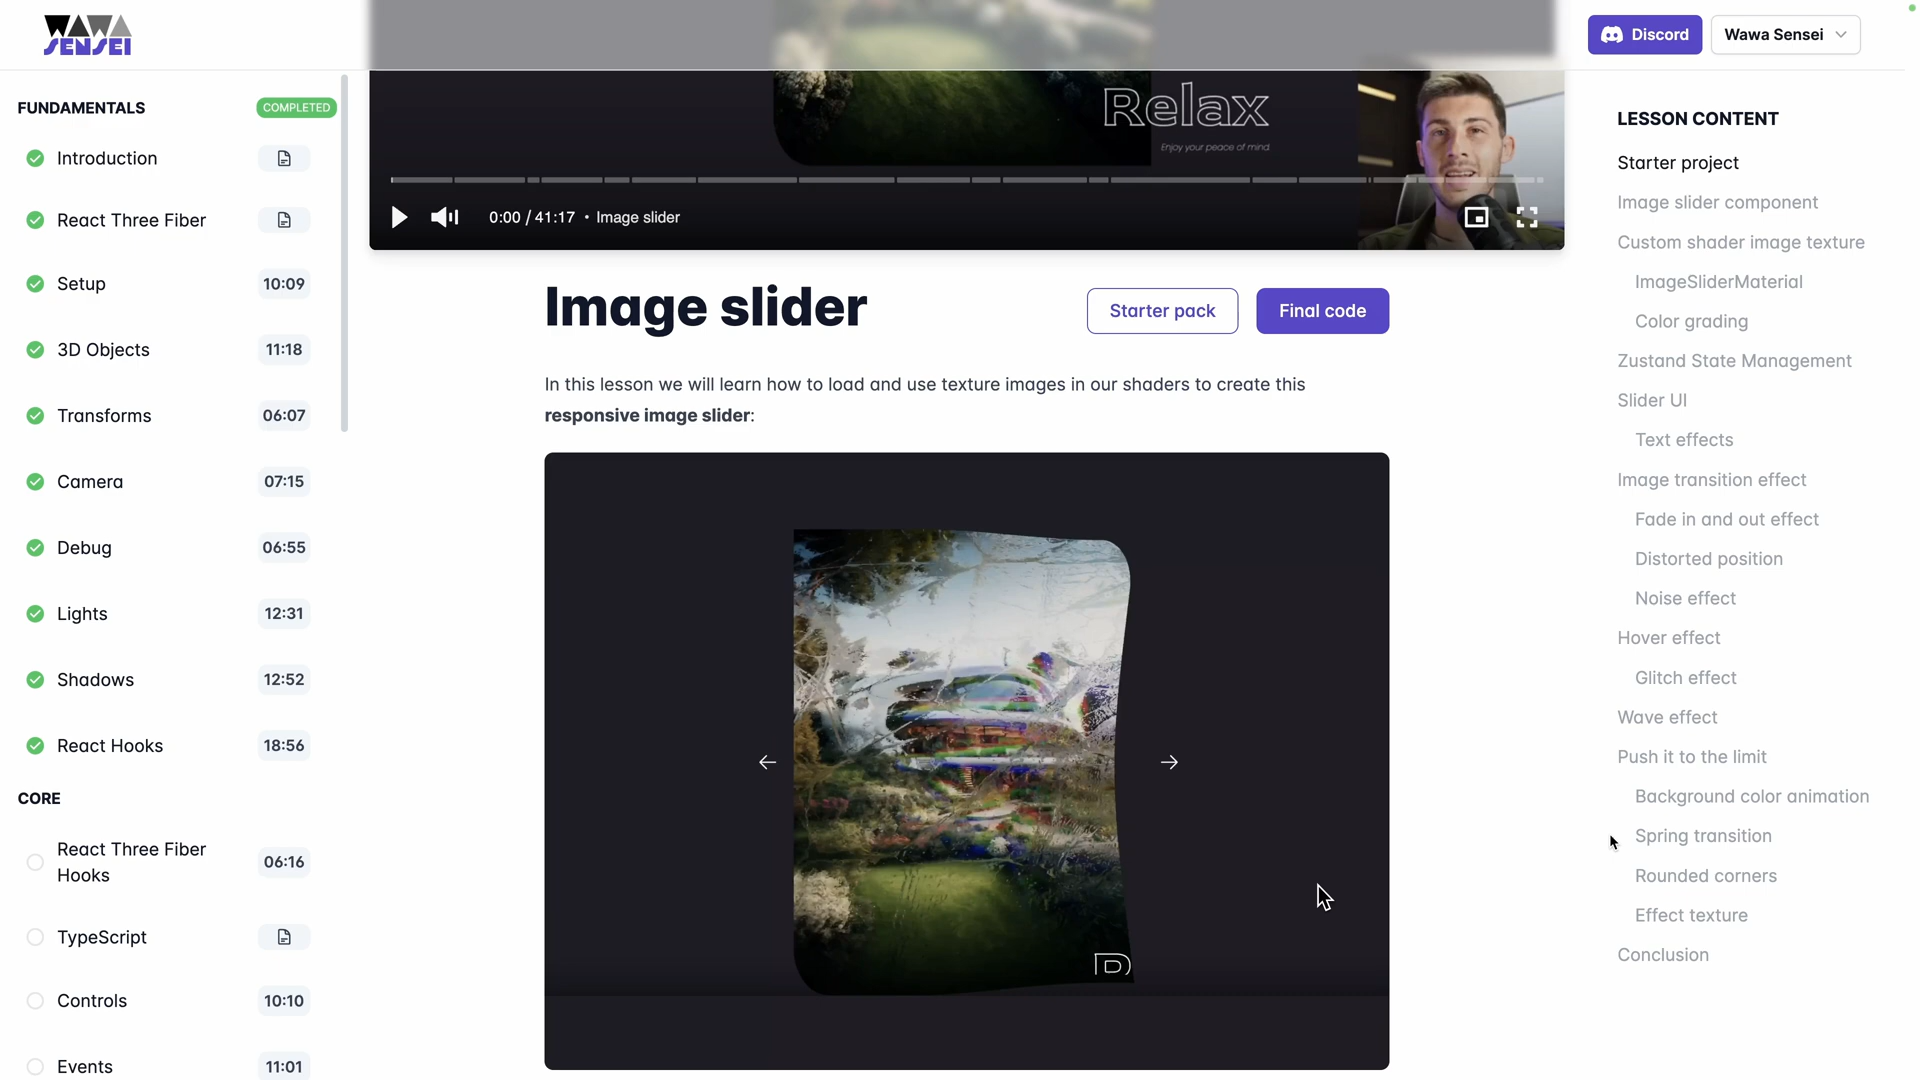 WAWA
SENSEI
Discord
Wawa Sensei
FUNDAMENTALS
COMPLETED
Introduction
React Three Fiber
Setup
10:09
3D Objects
11:18
Transforms
06:07
Camera
07:15
Debug
06:55
Lights
12:31
Shadows
12:52
React Hooks
18:56
CORE
React Three Fiber
Hooks
06:16
TypeScript
Controls
10:10
Events
11:01
Relax
Enjoy your peace of mind
0:00 / 41:17 • Image slider
Image slider
Starter pack
Final code
In this lesson we will learn how to load and use texture images in our shaders to create this
responsive image slider:
LESSON CONTENT
Starter project
Image slider component
Custom shader image texture
ImageSliderMaterial
Color grading
Zustand State Management
Slider UI
Text effects
Image transition effect
Fade in and out effect
Distorted position
Noise effect
Hover effect
Glitch effect
Wave effect
Push it to the limit
Background color animation
Spring transition
Rounded corners
Effect texture
Conclusion